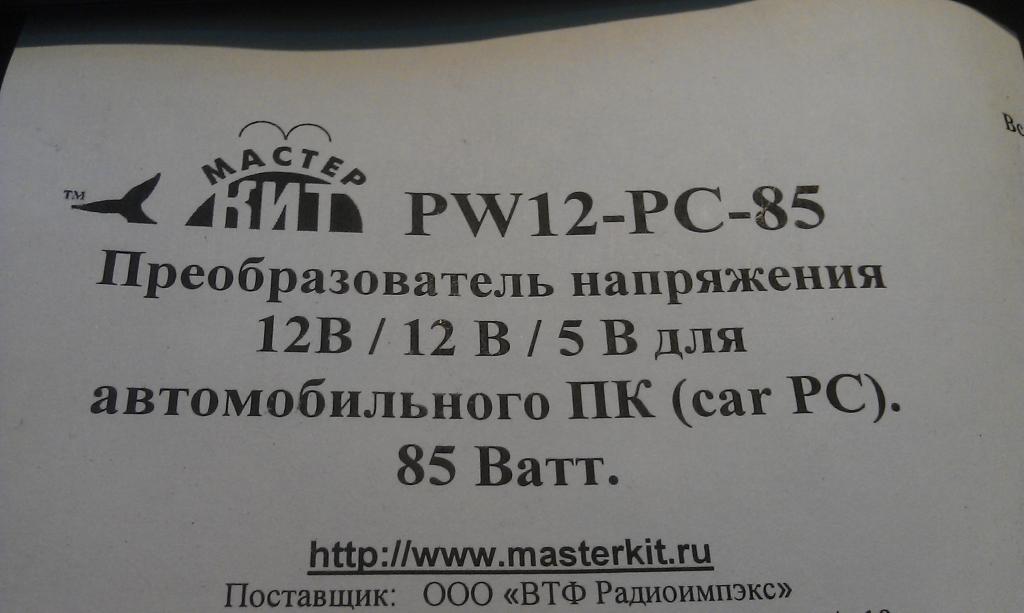 TM МАСТЕР
КИТ PW12-PC-85
Преобразователь напряжения
12В / 12 В / 5 В для
автомобильного ПК (car PC).
85 Ватт.
http://www.masterkit.ru
Поставщик: ООО «ВТФ Радиоимпэкс»